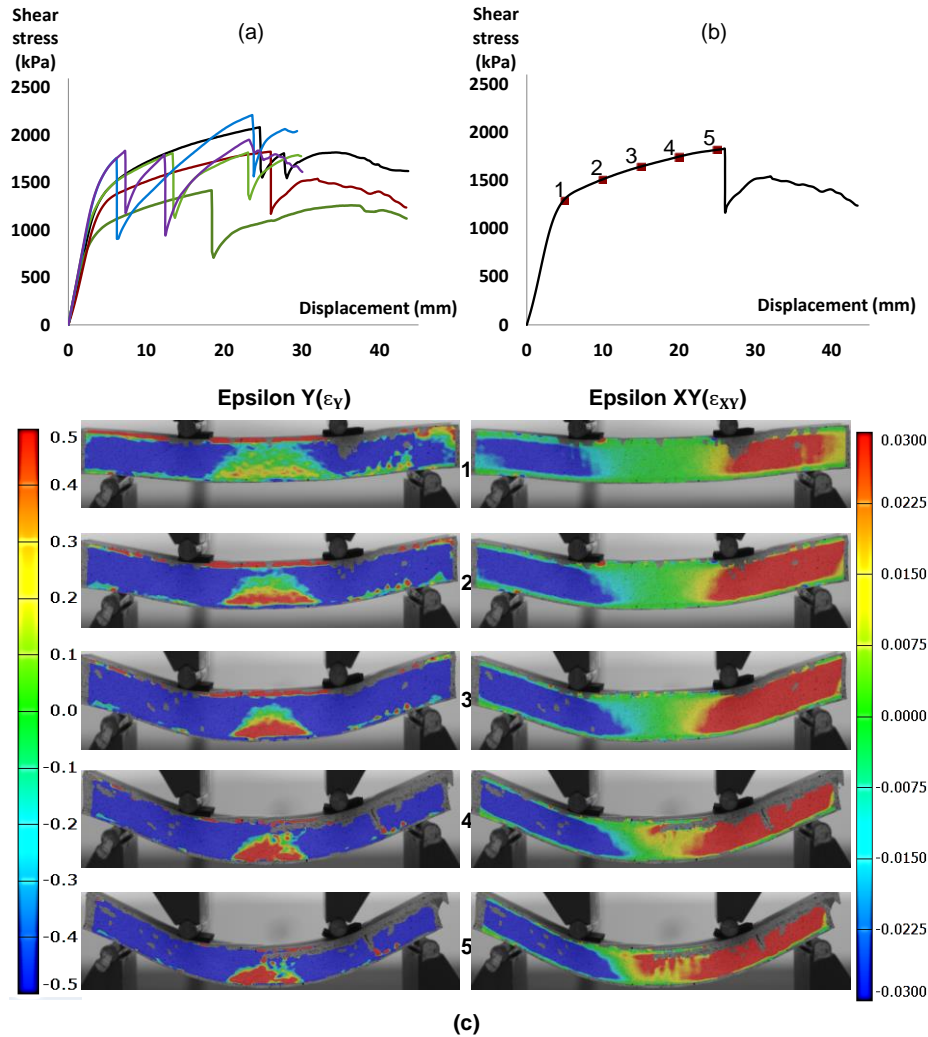 Shear
stress
(kPa)
(a)
2500
2000
1500
1000
500
0
Displacement (mm)
0 10 20 30 40
Shear
stress
(kPa)
(b)
2500
2000
1500
1000
500
0
1 2 3 4 5
Displacement (mm)
0 10 20 30 40
Epsilon Y(εY)
Epsilon XY(εXY)
0.5
0.4
0.3
0.2
0.1
0.0
-0.1
-0.2
-0.3
-0.4
-0.5
1
2
3
4
5
0.0300
0.0225
0.0150
0.0075
0.0000
-0.0075
-0.0150
-0.0225
-0.0300
(c)